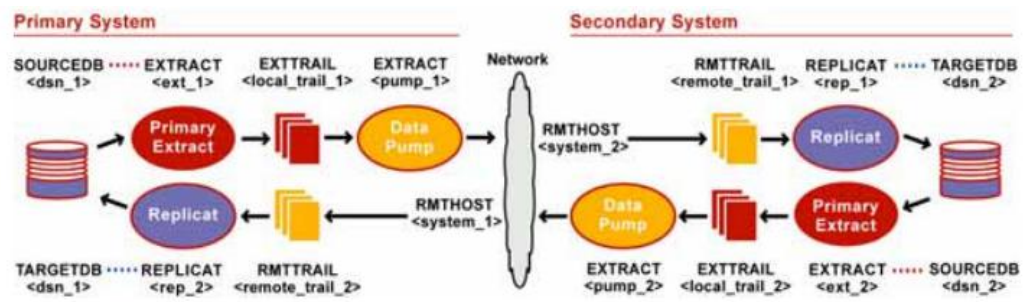 Primary System
Secondary System
SOURCEDB
<dsn_1>
EXTRACT
<ext_1>
EXTTRAIL
<local_trail_1>
EXTRACT
<pump_1>
Network
RMTTRAIL
<remote_trail_1>
REPLICAT
<rep_1>
TARGETDB
<dsn_2>
Primary
Extract
Data
Pump
RMTHOST
<system_2>
Replicat
Replicat
RMTHOST
<system_1>
Data
Pump
Primary
Extract
TARGETDB
<dsn_1>
REPLICAT
<rep_2>
RMTTRAIL
<remote_trail_2>
EXTRACT
<pump_2>
EXTTRAIL
<local_trail_2>
EXTRACT
<ext_2>
SOURCEDB
<dsn_2>